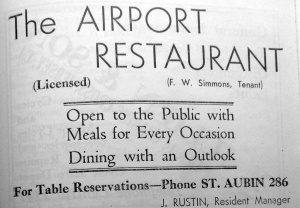 The AIRPORT
RESTAURANT
(Licensed) (F. W. Simmons, Tenant)
Open to the Public with
Meals for Every Occasion
Dining with an Outlook
For Table Reservations—Phone ST. AUBIN 286
J. RUSTIN, Resident Manager